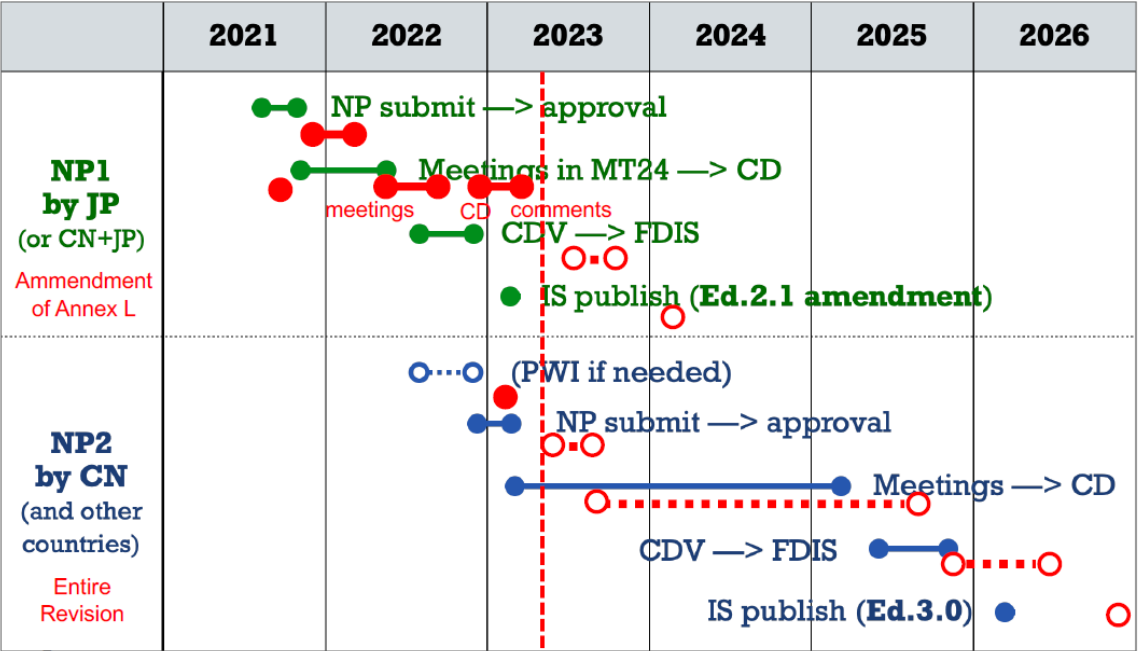 2021 2022 2023 2024 2025 2026
NP1
by JP
(or CN+JP)
Ammendment
of Annex L
NP submit —> approval
Meetings in MT24 —> CD
meetings CD comments
CDV —> FDIS
IS publish (Ed.2.1 amendment)
NP2
by CN
(and other
countries)
Entire
Revision
(PWI if needed)
NP submit —> approval
Meetings —> CD
CDV —> FDIS
IS publish (Ed.3.0)